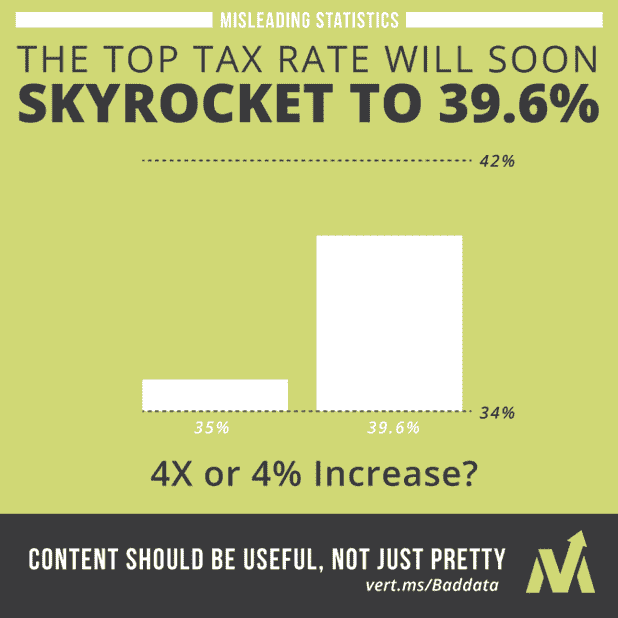 MISLEADING STATISTICS
THE TOP TAX RATE WILL SOON
SKYROCKET TO 39.6%
42%
34%
35% 39.6%
4X or 4% Increase?
CONTENT SHOULD BE USEFUL, NOT JUST PRETTY
vert.ms/Baddata